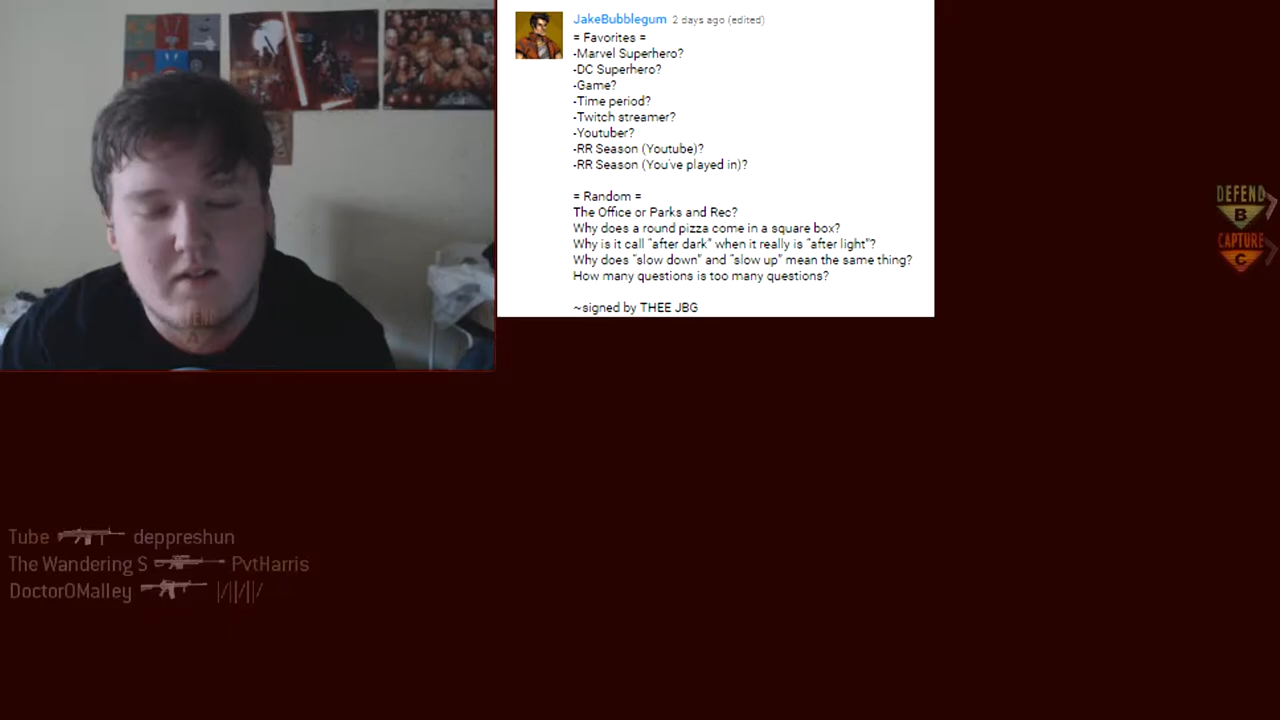 JakeBubblegum 2 days ago (edited)
= Favorites =
-Marvel Superhero?
-DC Superhero?
-Game?
-Time period?
-Twitch streamer?
-Youtuber?
-RR Season (Youtube)?
-RR Season (You've played in)?
= Random =
The Office or Parks and Rec?
Why does a round pizza come in a square box?
Why is it call “after dark” when it really is “after light”?
Why does “slow down” and “slow up” mean the same thing?
How many questions is too many questions?
~signed by THEE JBG
DEFEND
B
CAPTURE
C
DEFEND
A
Tube deppreshun
The Wandering S PvtHarris
DoctorOMalley |/||/||/